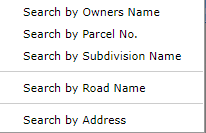 Search by Owners Name
Search by Parcel No.
Search by Subdivision Name
Search by Road Name
Search by Address